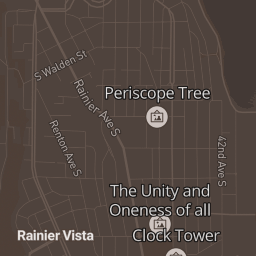 S Walden St
Periscope Tree
Rainier Ave S
Renton Ave S
42nd Ave S
The Unity and
Oneness of all
Clock Tower
Rainier Vista